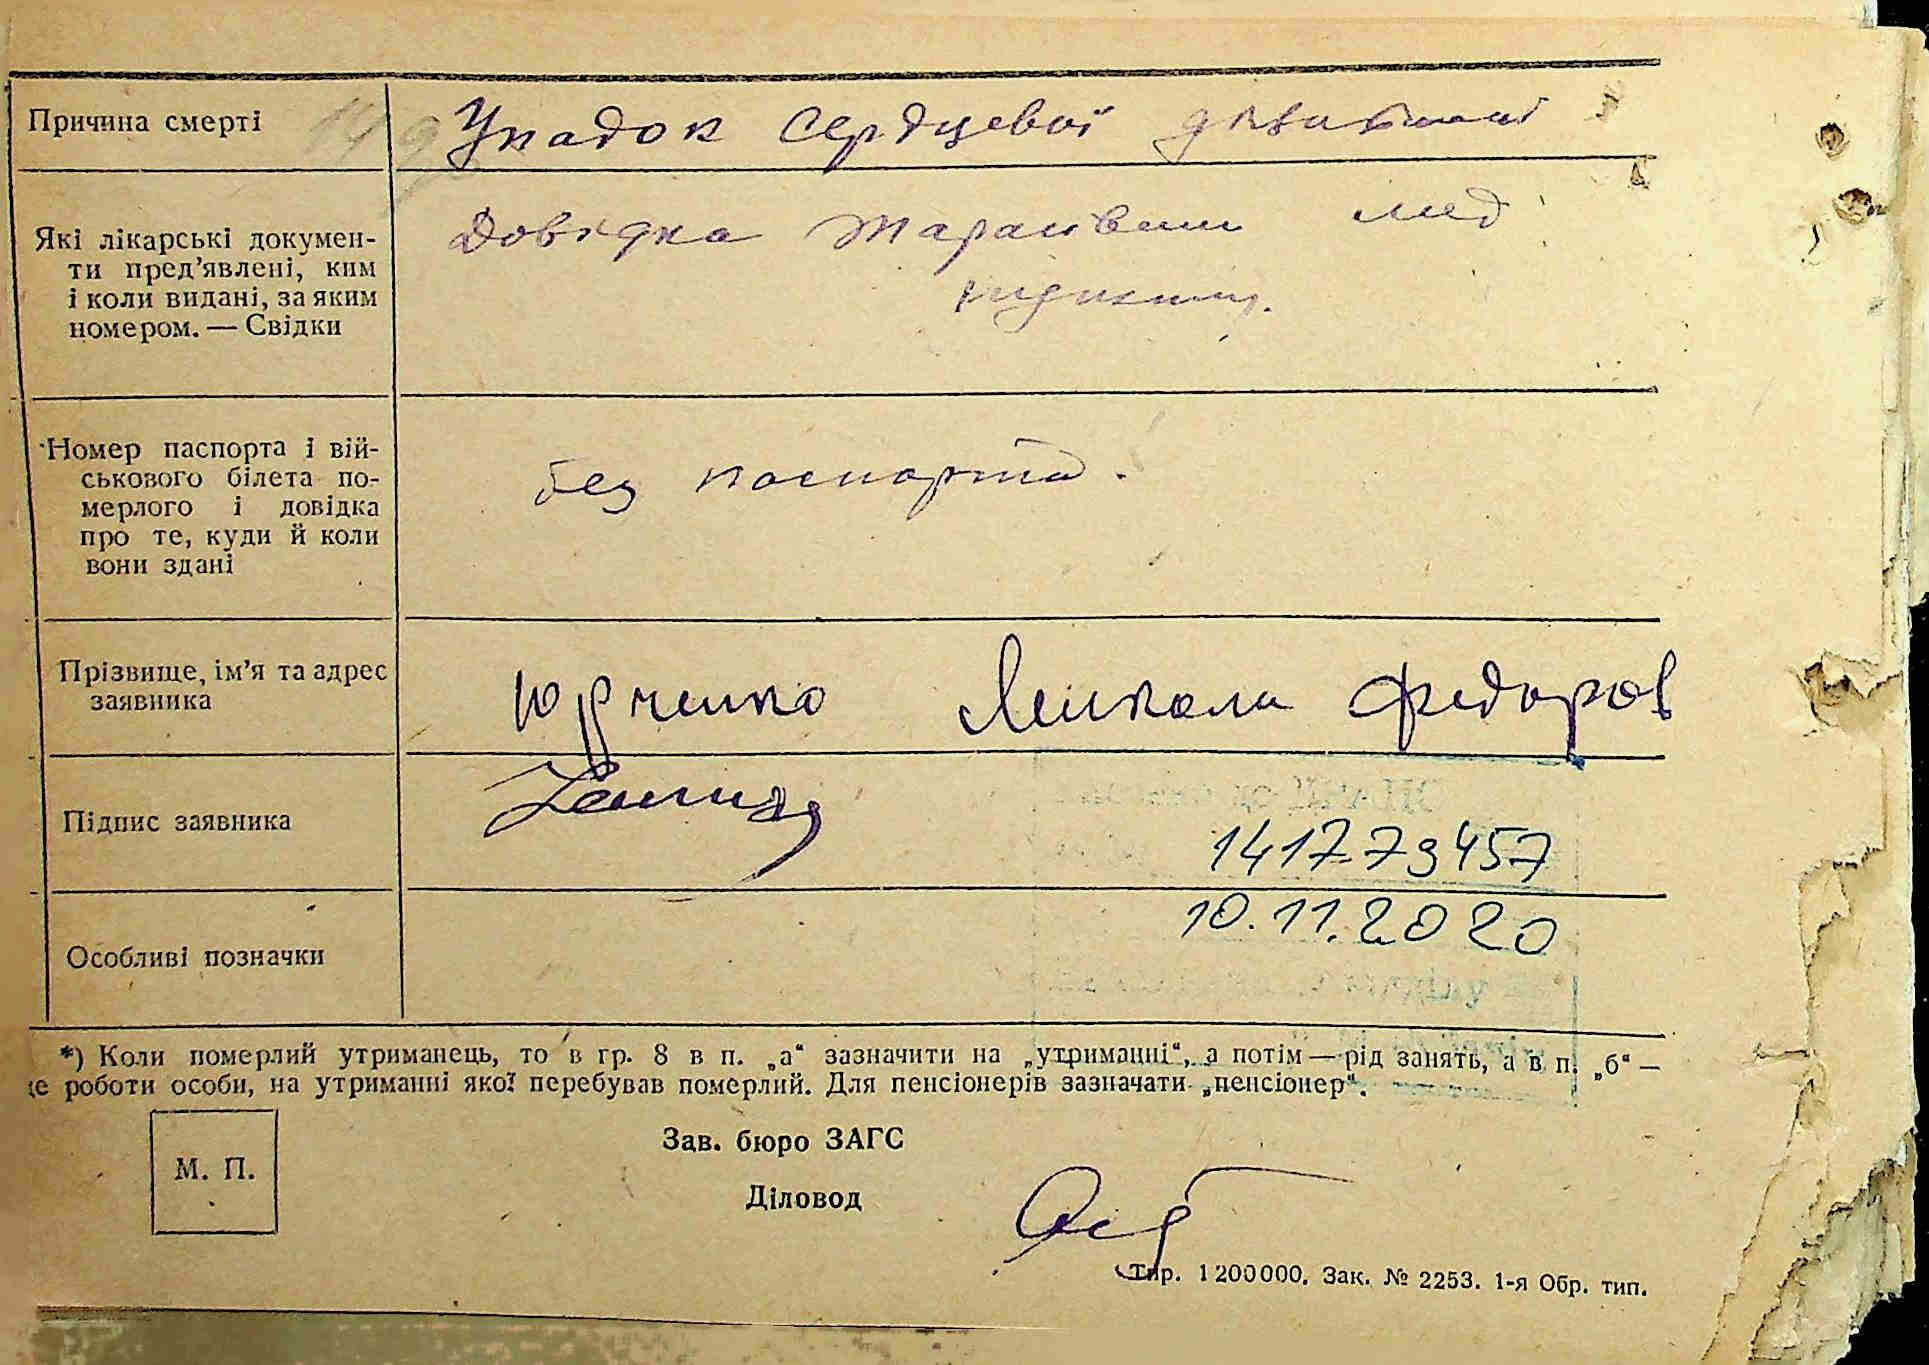 Причина смерті
Упадок сердцевої
Які лікарські докумен-
ти пред'явлені, ким
і коли видані, за яким
номером. — Свідки
Довідка мед
Номер паспорта і вій-
ськового білета по-
мерлого і довідка
про те, куди й коли
вони здані
без паспорта.
Прізвище, ім'я та адрес
заявника
Юрченко Микола Федоров
Підпис заявника
141773457
10.11.2020
Особливі позначки
*) Коли померлий утриманець, то в гр. 8 в п. „а“ зазначити на „утриманні“, а потім — рід занять, а в п. „б“ —
це роботи особи, на утриманні якої перебував померлий. Для пенсіонерів зазначати „пенсіонер“.
М. П.
Зав. бюро ЗАГС
Діловод
Тир. 1200000. Зак. № 2253. 1-я Обр. тип.